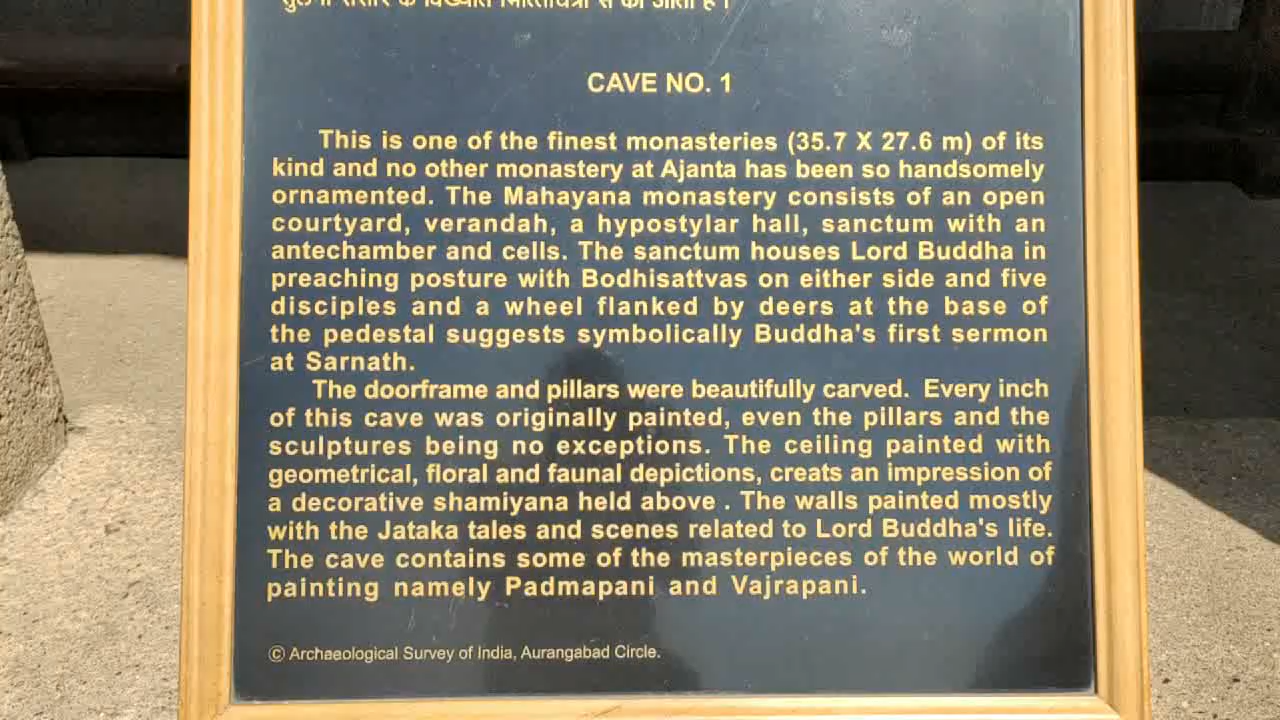 CAVE NO. 1
This is one of the finest monasteries (35.7 X 27.6 m) of its
kind and no other monastery at Ajanta has been so handsomely
ornamented. The Mahayana monastery consists of an open
courtyard, verandah, a hypostylar hall, sanctum with an
antechamber and cells. The sanctum houses Lord Buddha in
preaching posture with Bodhisattvas on either side and five
disciples and a wheel flanked by deers at the base of
the pedestal suggests symbolically Buddha's first sermon
at Sarnath.
The doorframe and pillars were beautifully carved. Every inch
of this cave was originally painted, even the pillars and the
sculptures being no exceptions. The ceiling painted with
geometrical, floral and faunal depictions, creats an impression of
a decorative shamiyana held above . The walls painted mostly
with the Jataka tales and scenes related to Lord Buddha's life.
The cave contains some of the masterpieces of the world of
painting namely Padmapani and Vajrapani.
© Archaeological Survey of India, Aurangabad Circle.